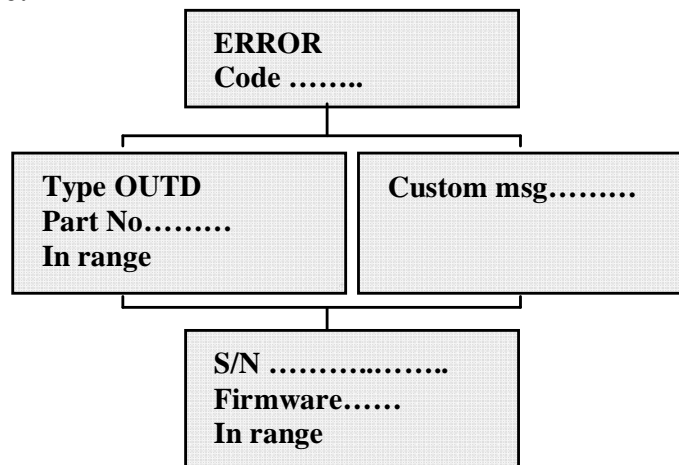 ERROR
Code ……..
Type OUTD
Part No………
In range
Custom msg………
S/N ………..……..
Firmware……
In range